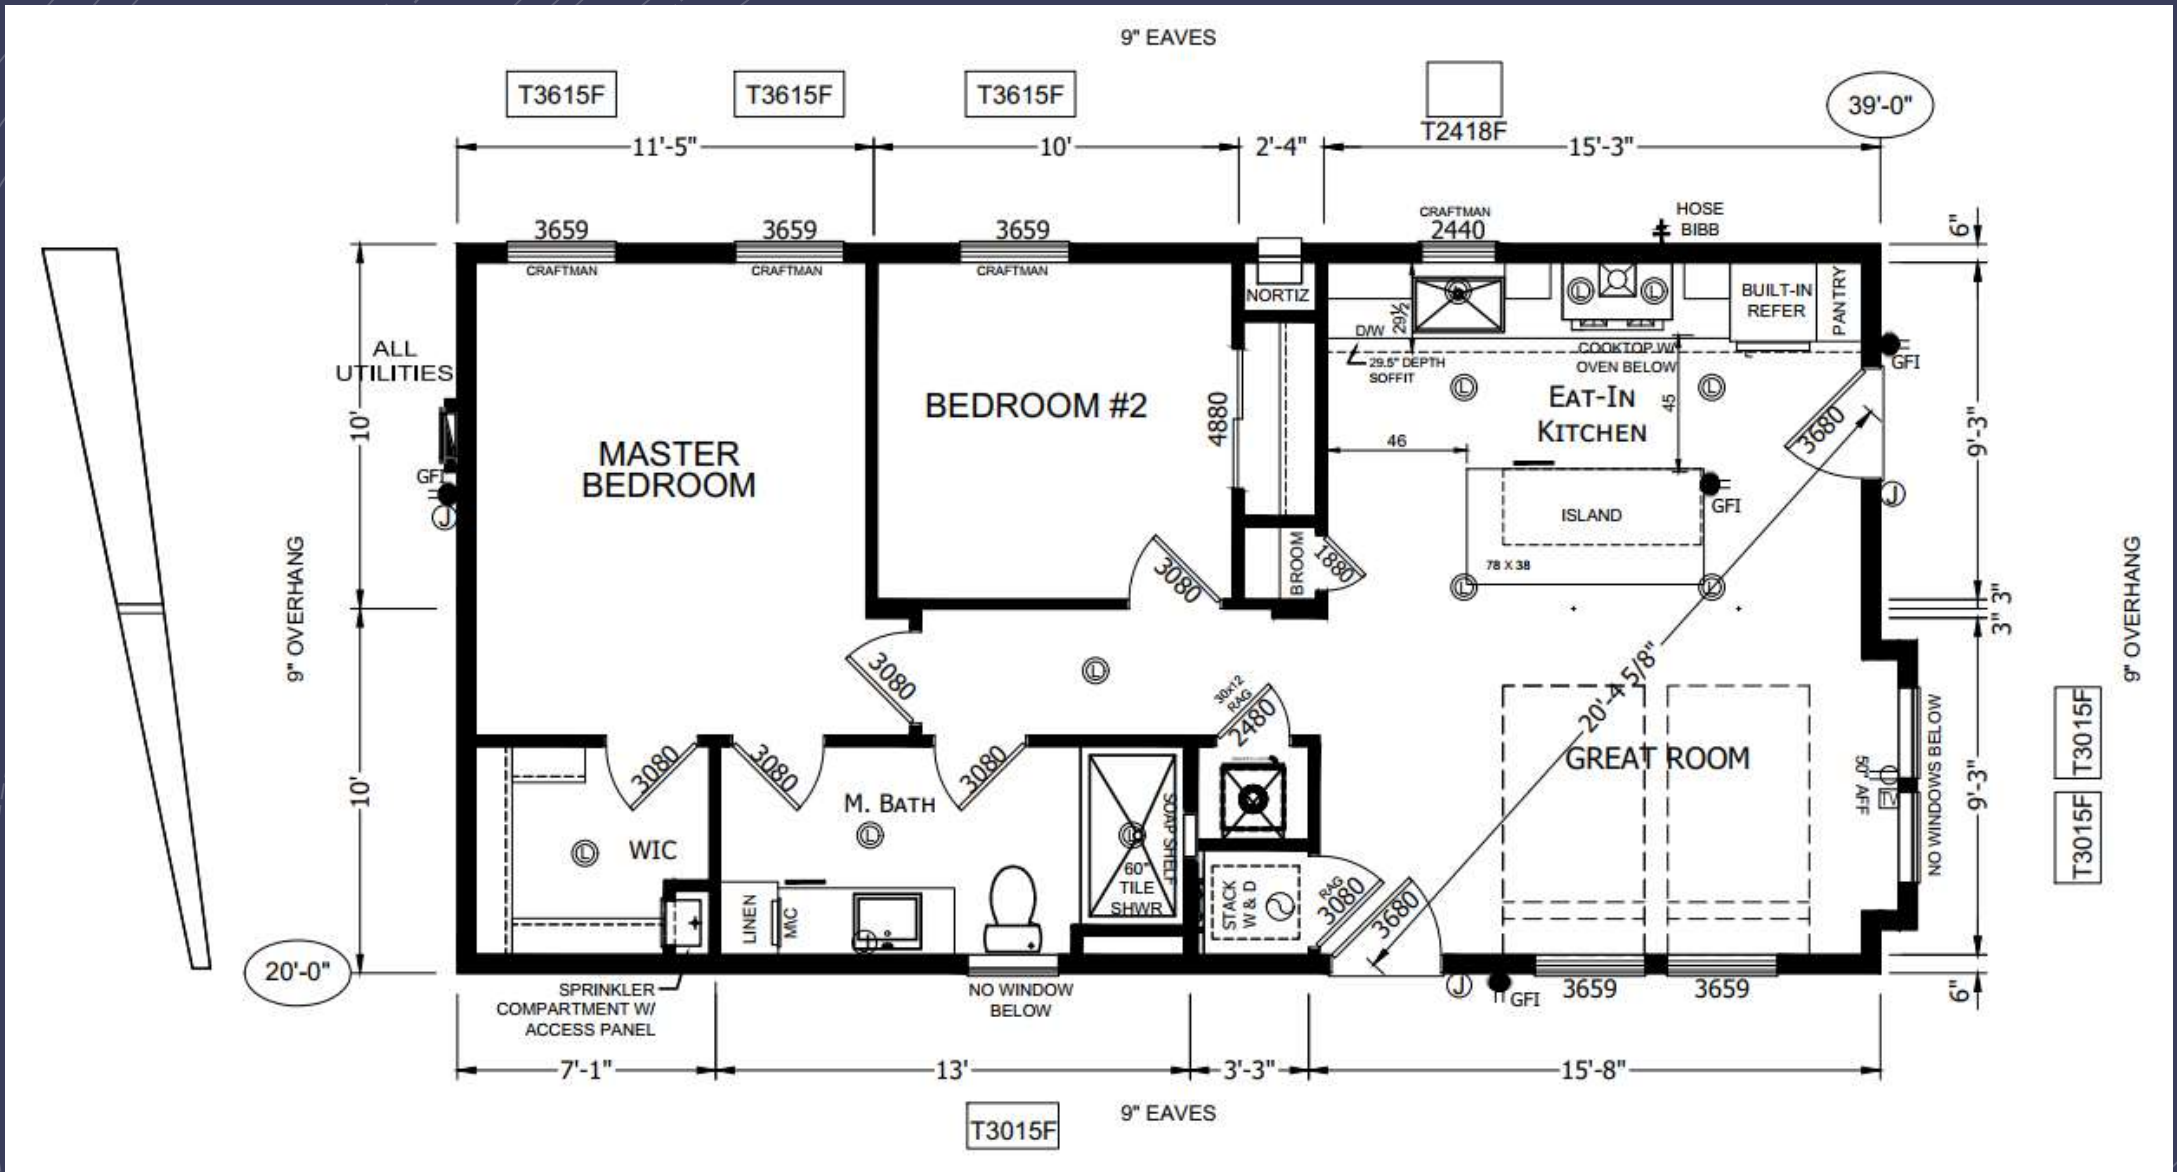 9" EAVES
T3615F
T3615F
T3615F
T2418F
39'-0"
11'-5"
10'
2'-4"
15'-3"
3659
3659
3659
CRAFTMAN
2440
HOSE
BIBB
6"
CRAFTMAN
CRAFTMAN
CRAFTMAN
NORTIZ
BUILT-IN
REFER
PANTRY
D/W
29½
29.5" DEPTH
SOFFIT
COOKTOP W/
OVEN BELOW
GFI
ALL
UTILITIES
10'
GFI
J
MASTER
BEDROOM
BEDROOM #2
4880
L
L
L
L
EAT-IN
KITCHEN
45
46
3680
9'-3"
J
GFI
ISLAND
78 X 38
L
L
BROOM
1880
3080
3"
3"
9" OVERHANG
9" OVERHANG
3080
L
30x12
RAG
2480
20'-4 5/8"
GREAT ROOM
50" AFF
NO WINDOWS BELOW
T3015F
T3015F
9'-3"
10'
3080
3080
3080
M. BATH
L
WIC
L
L
SOAP SHELF
60"
TILE
SHWR
STACK
W & D
RAG
3080
3680
LINEN
M\C
J
20'-0"
SPRINKLER
COMPARTMENT W/
ACCESS PANEL
NO WINDOW
BELOW
J
GFI
3659
3659
6"
7'-1"
13'
3'-3"
15'-8"
T3015F
9" EAVES